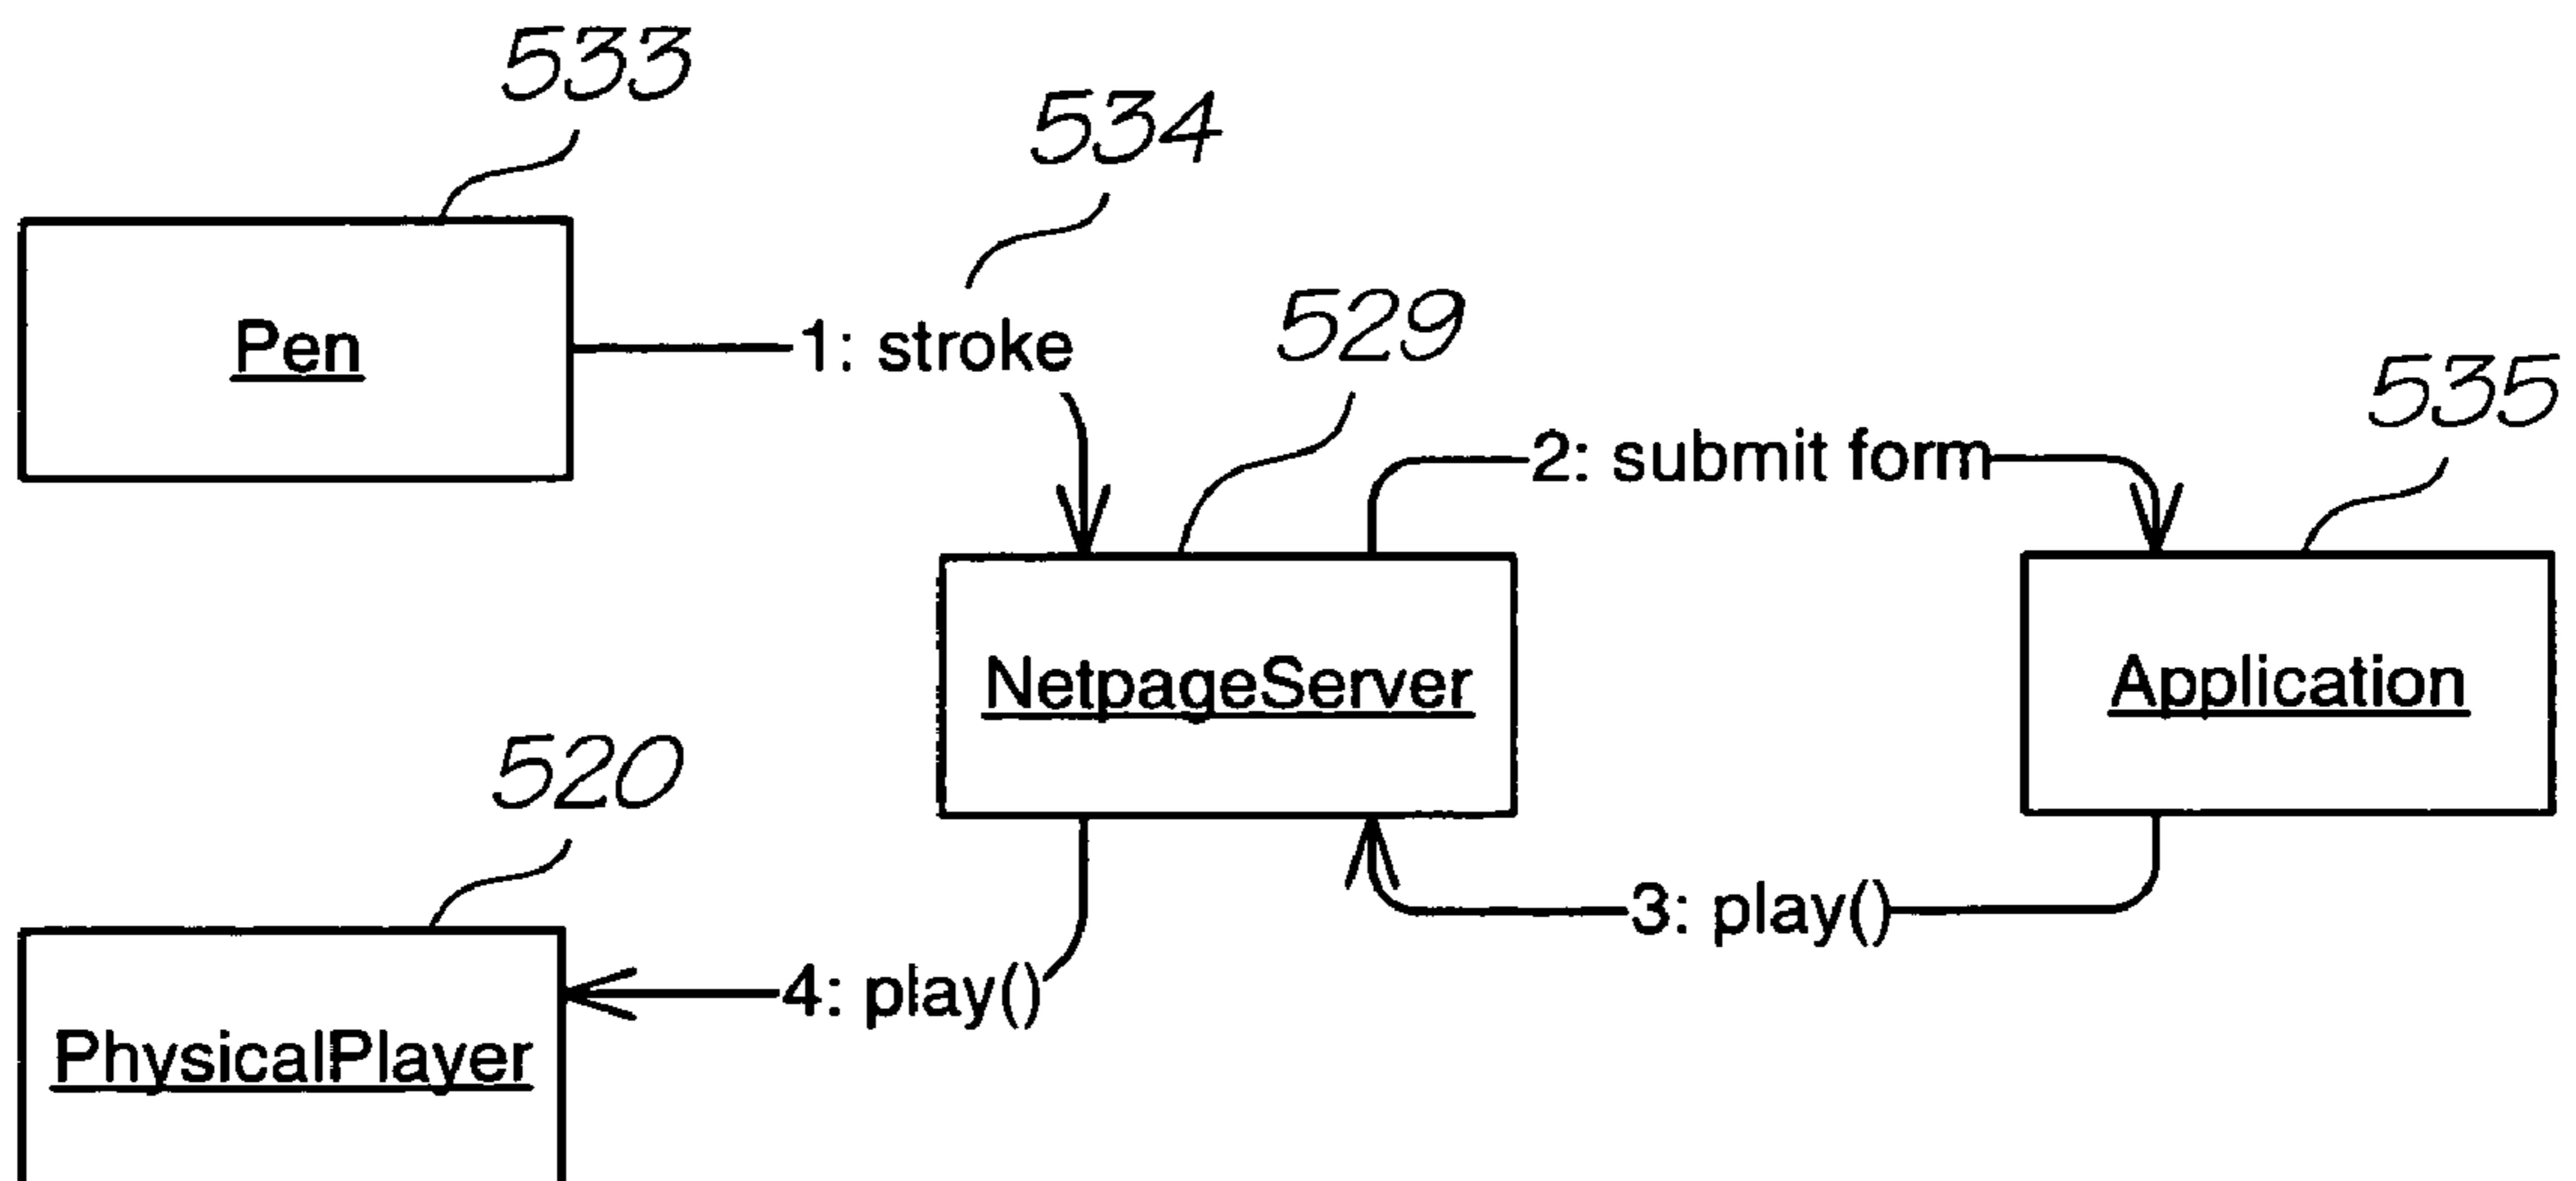 533
534
Pen
1: stroke
529
535
2: submit form
NetpageServer
Application
520
3: play()
4: play()
PhysicalPlayer